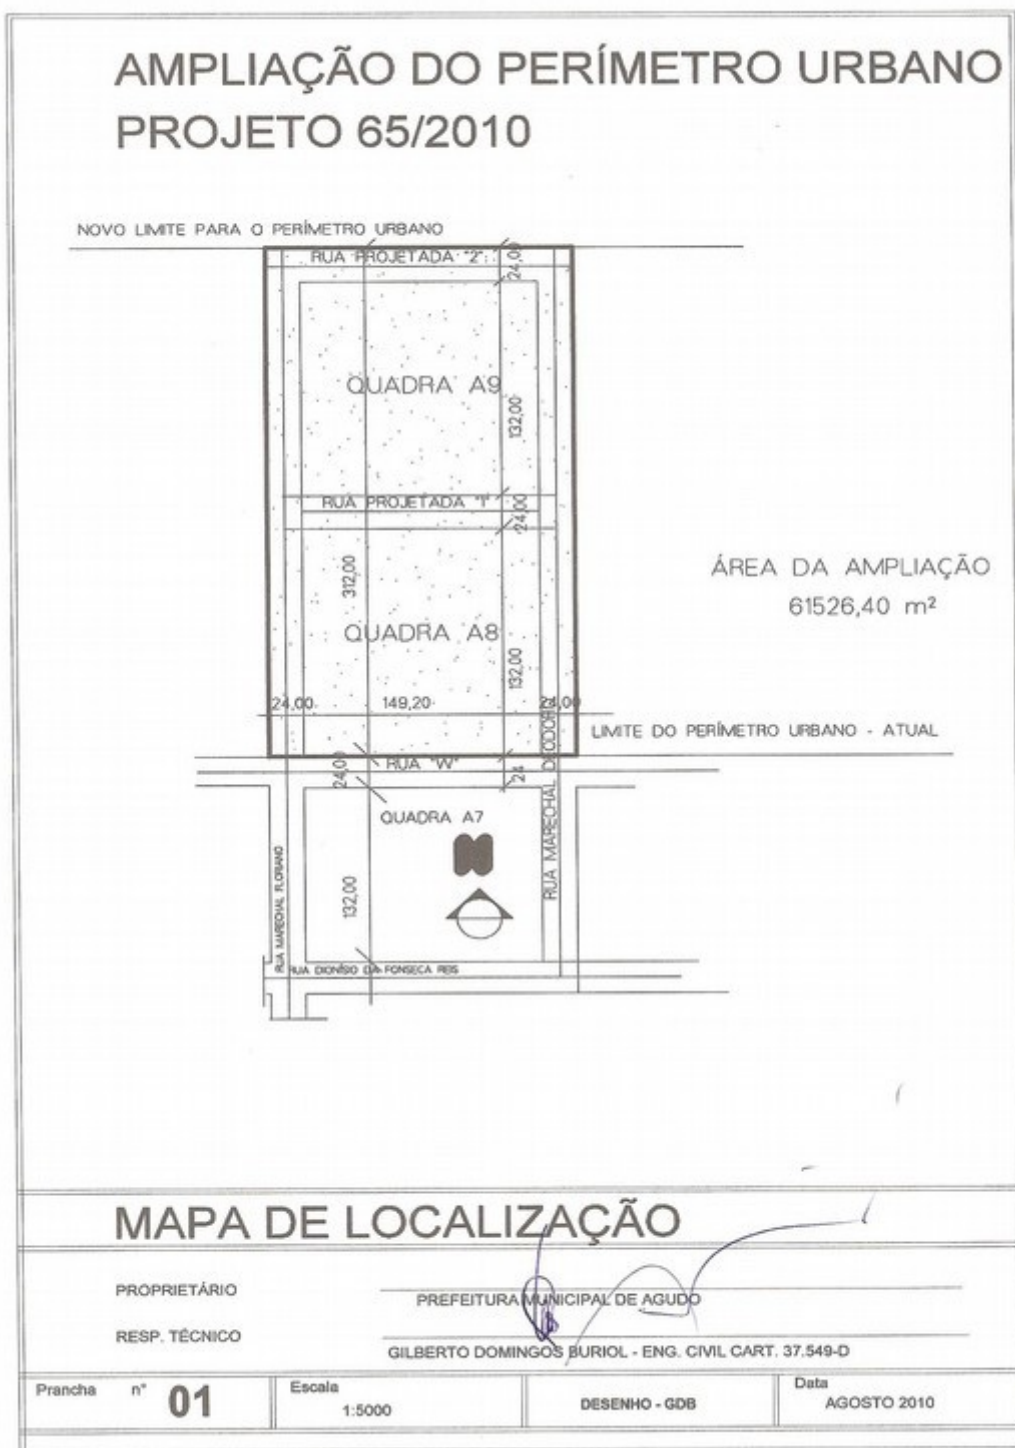 AMPLIAÇÃO DO PERÍMETRO URBANO
PROJETO 65/2010
NOVO LIMITE PARA O PERÍMETRO URBANO
RUA PROJETADA "2"
24,00
QUADRA A9
132,00
RUA PROJETADA "1"
24,00
312,00
ÁREA DA AMPLIAÇÃO
61526,40 m²
QUADRA A8
132,00
24,00
149,20
24,00
LIMITE DO PERÍMETRO URBANO - ATUAL
RUA "W"
24,00
24
QUADRA A7
RUA MARECHAL DEODORO
RUA MARECHAL FLORIANO
132,00
RUA DIONÍSIO DA FONSECA REIS
MAPA DE LOCALIZAÇÃO
PROPRIETÁRIO
PREFEITURA MUNICIPAL DE AGUDO
RESP. TÉCNICO
GILBERTO DOMINGOS BURIOL - ENG. CIVIL CART. 37.549-D
Prancha n° 01
Escala
1:5000
DESENHO - GDB
Data
AGOSTO 2010